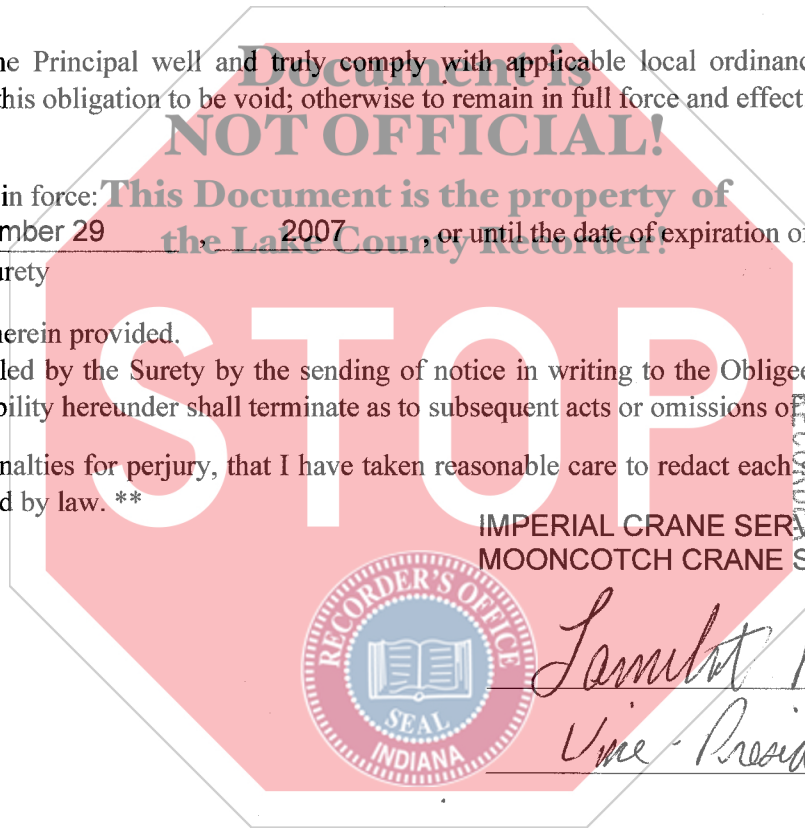 Document is
ne Principal well and truly comply with applicable local ordinanc
this obligation to be void; otherwise to remain in full force and effect
NOT OFFICIAL!
in force:
This Document is the property of
mber 29 , 2007 , or until the date of expiration of
the Lake County Recorder!
urety
herein provided.
led by the Surety by the sending of notice in writing to the Obligee
bility hereunder shall terminate as to subsequent acts or omissions of
STOP
nalties for perjury, that I have taken reasonable care to redact each s
d by law. **
IMPERIAL CRANE SERV
MOONCOTCH CRANE S
RECORDER'S OFFICE
SEAL
INDIANA
Vice-Presid